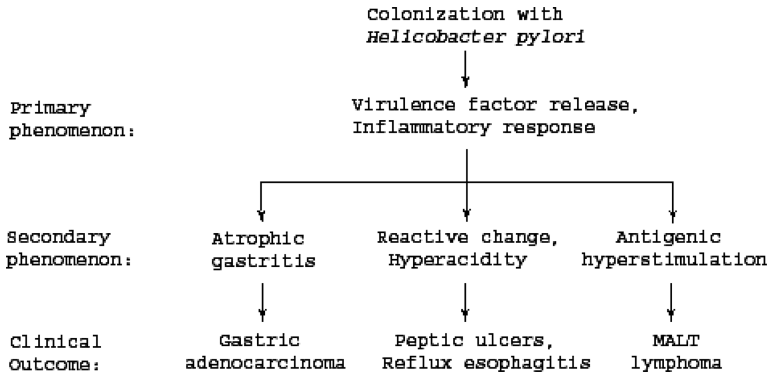 Colonization with
Helicobacter pylori
Primary
phenomenon:
Virulence factor release,
Inflammatory response
Secondary
phenomenon:
Atrophic
gastritis
Reactive change,
Hyperacidity
Antigenic
hyperstimulation
Clinical
Outcome:
Gastric
adenocarcinoma
Peptic ulcers,
Reflux esophagitis
MALT
lymphoma